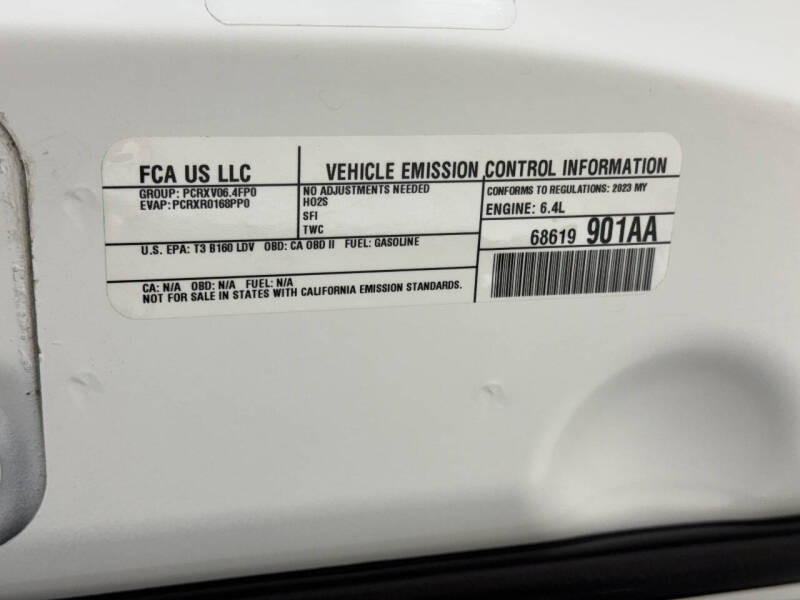 FCA US LLC
VEHICLE EMISSION CONTROL INFORMATION
GROUP: PCRXV06.4FP0
EVAP: PCRXR0168PP0
NO ADJUSTMENTS NEEDED
HO2S
SFI
TWC
CONFORMS TO REGULATIONS: 2023 MY
ENGINE: 6.4L
68619 901AA
U.S. EPA: T3 B160 LDV OBD: CA OBD II FUEL: GASOLINE
CA: N/A OBD: N/A FUEL: N/A
NOT FOR SALE IN STATES WITH CALIFORNIA EMISSION STANDARDS.